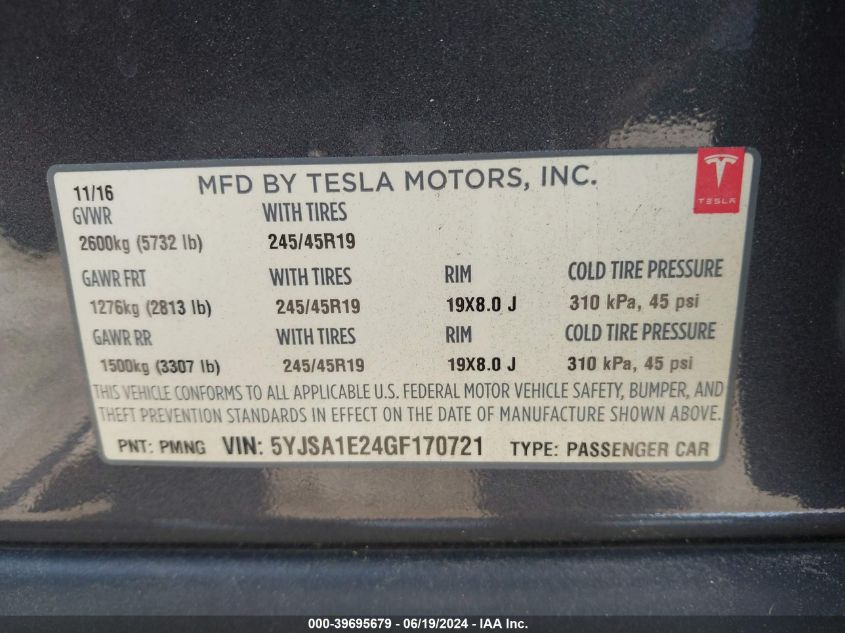 11/16 MFD BY TESLA MOTORS, INC.
TESLA
GVWR WITH TIRES
2600kg (5732 lb) 245/45R19
GAWR FRT WITH TIRES RIM COLD TIRE PRESSURE
1276kg (2813 lb) 245/45R19 19X8.0 J 310 kPa, 45 psi
GAWR RR WITH TIRES RIM COLD TIRE PRESSURE
1500kg (3307 lb) 245/45R19 19X8.0 J 310 kPa, 45 psi
THIS VEHICLE CONFORMS TO ALL APPLICABLE U.S. FEDERAL MOTOR VEHICLE SAFETY, BUMPER, AND
THEFT PREVENTION STANDARDS IN EFFECT ON THE DATE OF MANUFACTURE SHOWN ABOVE.
PNT: PMNG VIN: 5YJSA1E24GF170721 TYPE: PASSENGER CAR
000-39695679 - 06/19/2024 - IAA Inc.